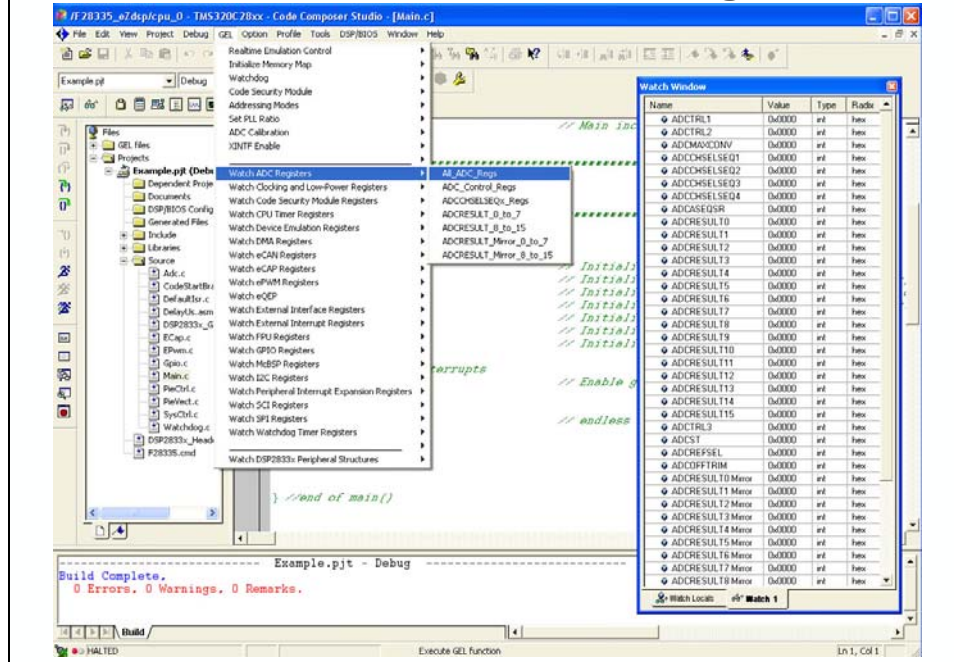 /F28335_eZdsp/cpu_0 - TMS320C28xx - Code Composer Studio - [Main.c]
File Edit View Project Debug GEL Option Profile Tools DSP/BIOS Window Help
Example.pjt Debug
Files
GEL files
Projects
Example.pjt (Debu
Dependent Proje
Documents
DSP/BIOS Config
Generated Files
Include
Libraries
Source
Adc.c
CodeStartBra
DefaultIsr.c
DelayUs.asm
DSP2833x_G
ECap.c
EPwm.c
Gpio.c
Main.c
PieCtrl.c
PieVect.c
SysCtrl.c
Watchdog.c
DSP2833x_Head
F28335.cmd
Realtime Emulation Control
Initialize Memory Map
Watchdog
Code Security Module
Addressing Modes
Set PLL Ratio
ADC Calibration
XINTF Enable
Watch ADC Registers
Watch Clocking and Low-Power Registers
Watch Code Security Module Registers
Watch CPU Timer Registers
Watch Device Emulation Registers
Watch DMA Registers
Watch eCAN Registers
Watch eCAP Registers
Watch ePWM Registers
Watch eQEP
Watch External Interface Registers
Watch External Interrupt Registers
Watch FPU Registers
Watch GPIO Registers
Watch McBSP Registers
Watch I2C Registers
Watch Peripheral Interrupt Expansion Registers
Watch SCI Registers
Watch SPI Registers
Watch Watchdog Timer Registers
Watch DSP2833x Peripheral Structures
All_ADC_Regs
ADC_Control_Regs
ADCCHSELSEQx_Regs
ADCRESULT_0_to_7
ADCRESULT_8_to_15
ADCRESULT_Mirror_0_to_7
ADCRESULT_Mirror_8_to_15
// Main inc
// Initiali
// Initiali
// Initiali
// Initiali
// Initiali
// Initiali
// Initiali
errupts
// Enable g
// endless
} //end of main()
Watch Window
Name Value Type Radix
ADCTRL1 0x0000 int hex
ADCTRL2 0x0000 int hex
ADCMAXCONV 0x0000 int hex
ADCCHSELSEQ1 0x0000 int hex
ADCCHSELSEQ2 0x0000 int hex
ADCCHSELSEQ3 0x0000 int hex
ADCCHSELSEQ4 0x0000 int hex
ADCASEQSR 0x0000 int hex
ADCRESULT0 0x0000 int hex
ADCRESULT1 0x0000 int hex
ADCRESULT2 0x0000 int hex
ADCRESULT3 0x0000 int hex
ADCRESULT4 0x0000 int hex
ADCRESULT5 0x0000 int hex
ADCRESULT6 0x0000 int hex
ADCRESULT7 0x0000 int hex
ADCRESULT8 0x0000 int hex
ADCRESULT9 0x0000 int hex
ADCRESULT10 0x0000 int hex
ADCRESULT11 0x0000 int hex
ADCRESULT12 0x0000 int hex
ADCRESULT13 0x0000 int hex
ADCRESULT14 0x0000 int hex
ADCRESULT15 0x0000 int hex
ADCTRL3 0x0000 int hex
ADCST 0x0000 int hex
ADCREFSEL 0x0000 int hex
ADCOFFTRIM 0x0000 int hex
ADCRESULT0 Mirror 0x0000 int hex
ADCRESULT1 Mirror 0x0000 int hex
ADCRESULT2 Mirror 0x0000 int hex
ADCRESULT3 Mirror 0x0000 int hex
ADCRESULT4 Mirror 0x0000 int hex
ADCRESULT5 Mirror 0x0000 int hex
ADCRESULT6 Mirror 0x0000 int hex
ADCRESULT7 Mirror 0x0000 int hex
ADCRESULT8 Mirror 0x0000 int hex
Watch Locals Watch 1
------------------------- Example.pjt - Debug -------------------------
Build Complete,
0 Errors, 0 Warnings, 0 Remarks.
Build
HALTED Execute GEL function Ln 1, Col 1